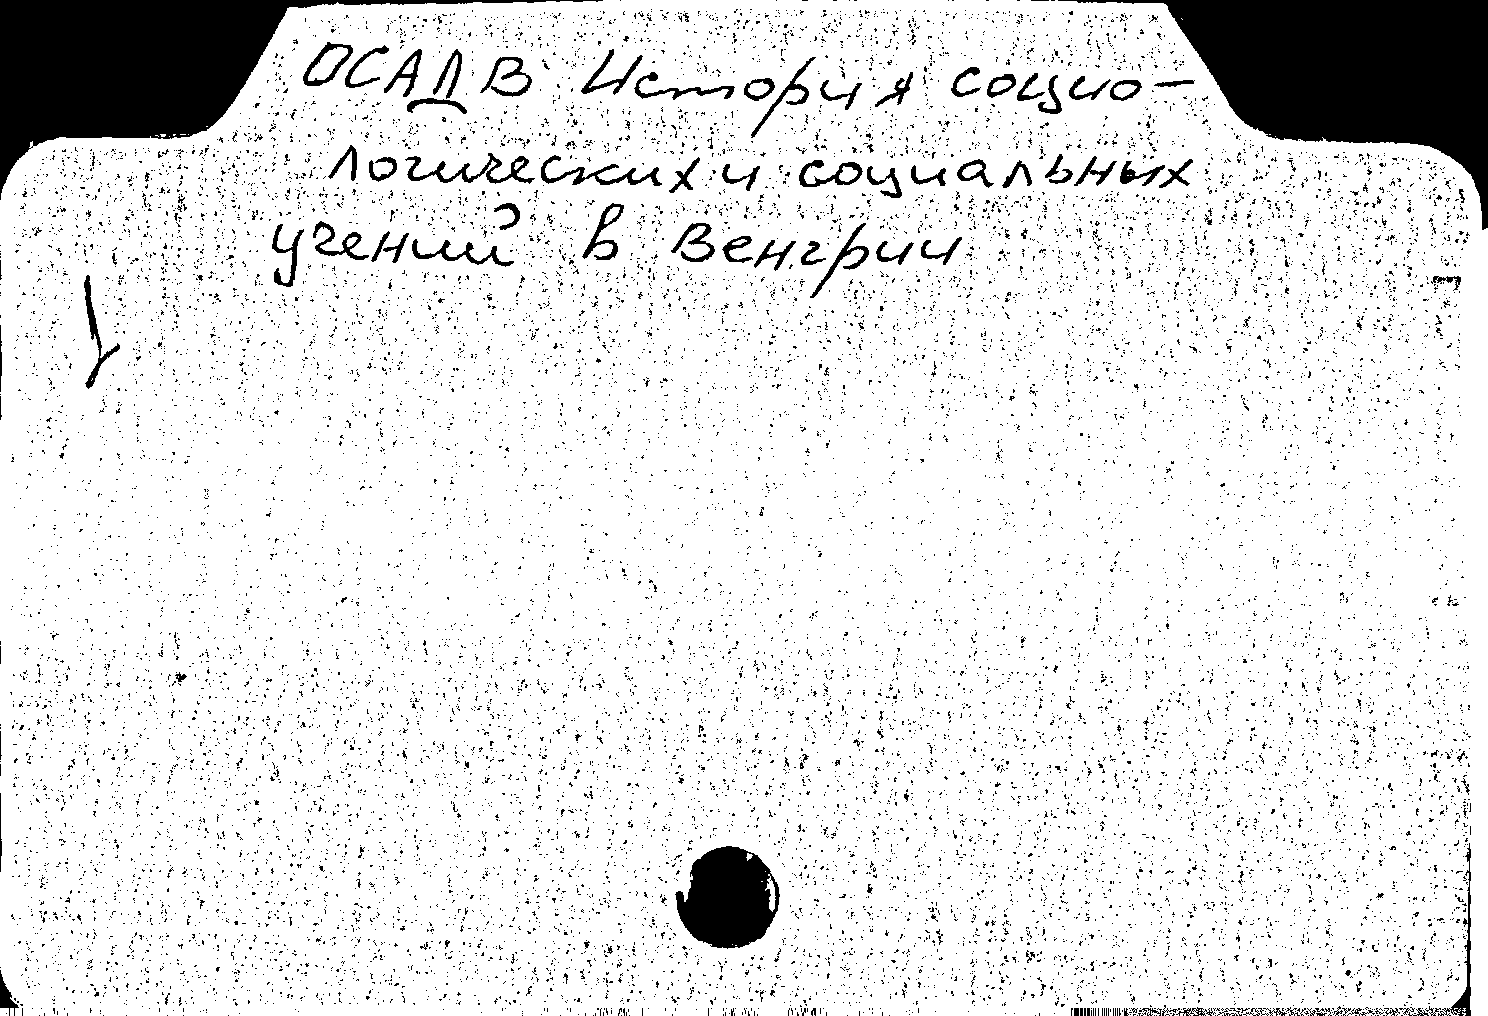 ОСАДВ История социо-
логических и социальных
учений в Венгрии